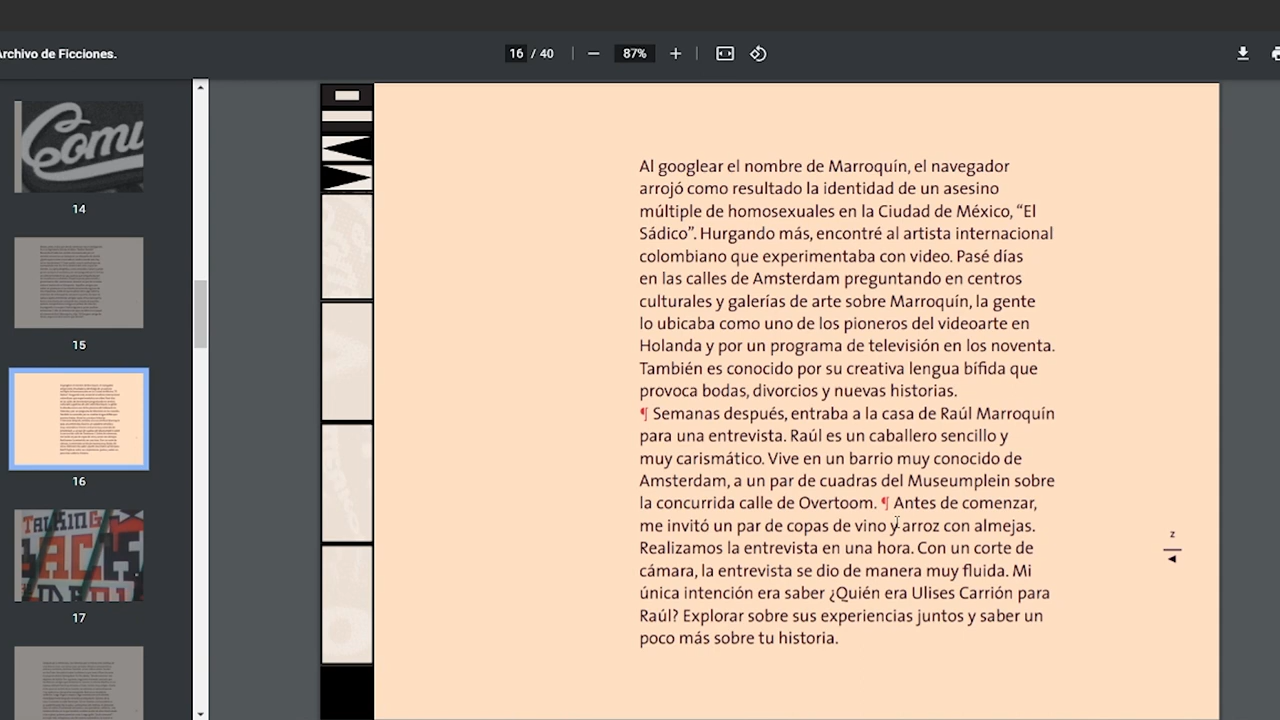 Archivo de Ficciones.
16 / 40
87%
14
15
16
TALKING
17
Al googlear el nombre de Marroquín, el navegador
arrojó como resultado la identidad de un asesino
múltiple de homosexuales en la Ciudad de México, “El
Sádico”. Hurgando más, encontré al artista internacional
colombiano que experimentaba con video. Pasé días
en las calles de Amsterdam preguntando en centros
culturales y galerías de arte sobre Marroquín, la gente
lo ubicaba como uno de los pioneros del videoarte en
Holanda y por un programa de televisión en los noventa.
También es conocido por su creativa lengua bífida que
provoca bodas, divorcios y nuevas historias.
¶ Semanas después, entraba a la casa de Raúl Marroquín
para una entrevista. Raúl es un caballero sencillo y
muy carismático. Vive en un barrio muy conocido de
Amsterdam, a un par de cuadras del Museumplein sobre
la concurrida calle de Overtoom. ¶ Antes de comenzar,
me invitó un par de copas de vino y arroz con almejas.
Realizamos la entrevista en una hora. Con un corte de
cámara, la entrevista se dio de manera muy fluida. Mi
única intención era saber ¿Quién era Ulises Carrión para
Raúl? Explorar sobre sus experiencias juntos y saber un
poco más sobre tu historia.
z